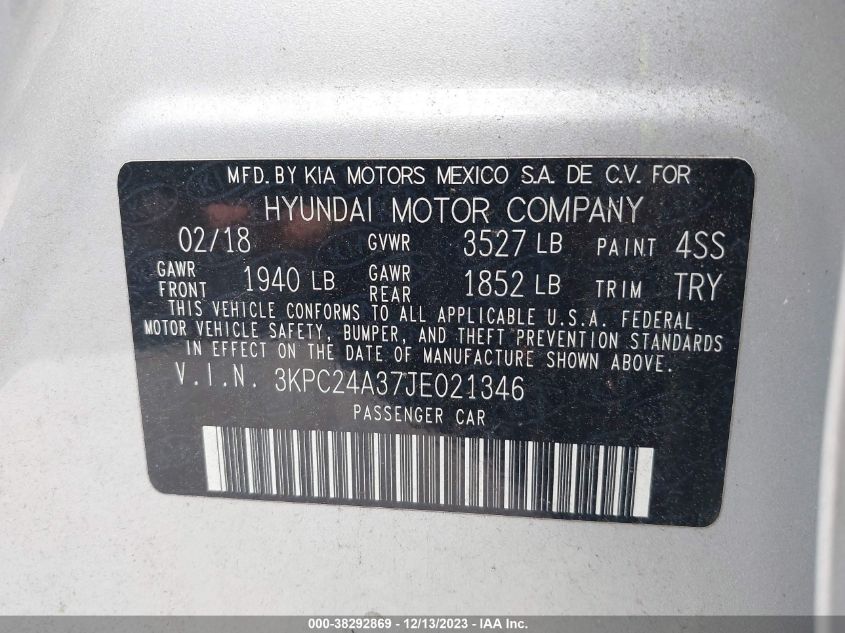 MFD. BY KIA MOTORS MEXICO S.A. DE C.V. FOR
HYUNDAI MOTOR COMPANY
02/18 GVWR 3527 LB PAINT 4SS
GAWR FRONT 1940 LB GAWR REAR 1852 LB TRIM TRY
THIS VEHICLE CONFORMS TO ALL APPLICABLE U.S.A. FEDERAL
MOTOR VEHICLE SAFETY, BUMPER, AND THEFT PREVENTION STANDARDS
IN EFFECT ON THE DATE OF MANUFACTURE SHOWN ABOVE.
V.I.N. 3KPC24A37JE021346
PASSENGER CAR
000-38292869 - 12/13/2023 - IAA Inc.